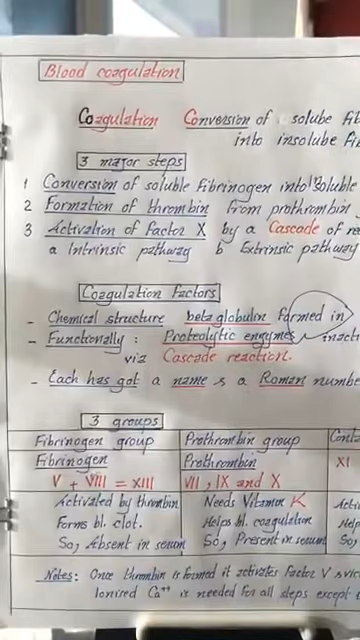 Blood coagulation
Coagulation Conversion of solube
into insolube
3 major steps
1 Conversion of soluble Fibrinogen into
2 Formation of thrombin from prothrombin.
3 Activation of Factor X by a Cascade of
a Intrinsic pathway b Extrinsic pathway
Coagulation factors
- Chemical structure beta globulin formed in
- Functionally : Proteolytic enzymes
via Cascade reaction.
- Each has got a name & a Roman
3 groups
Fibrinogen group Prothrombin group
Fibrinogen Prothrombin XI
V + VIII = XIII VII, IX and X
Activated by thrombin Needs Vitamin K
Forms bl. clot. Helps bl. coagulation
So, Absent in serum So, Present in serum So,
Notes: Once thrombin is formed it activates Factor V
Ionised Ca++ is needed for all steps except